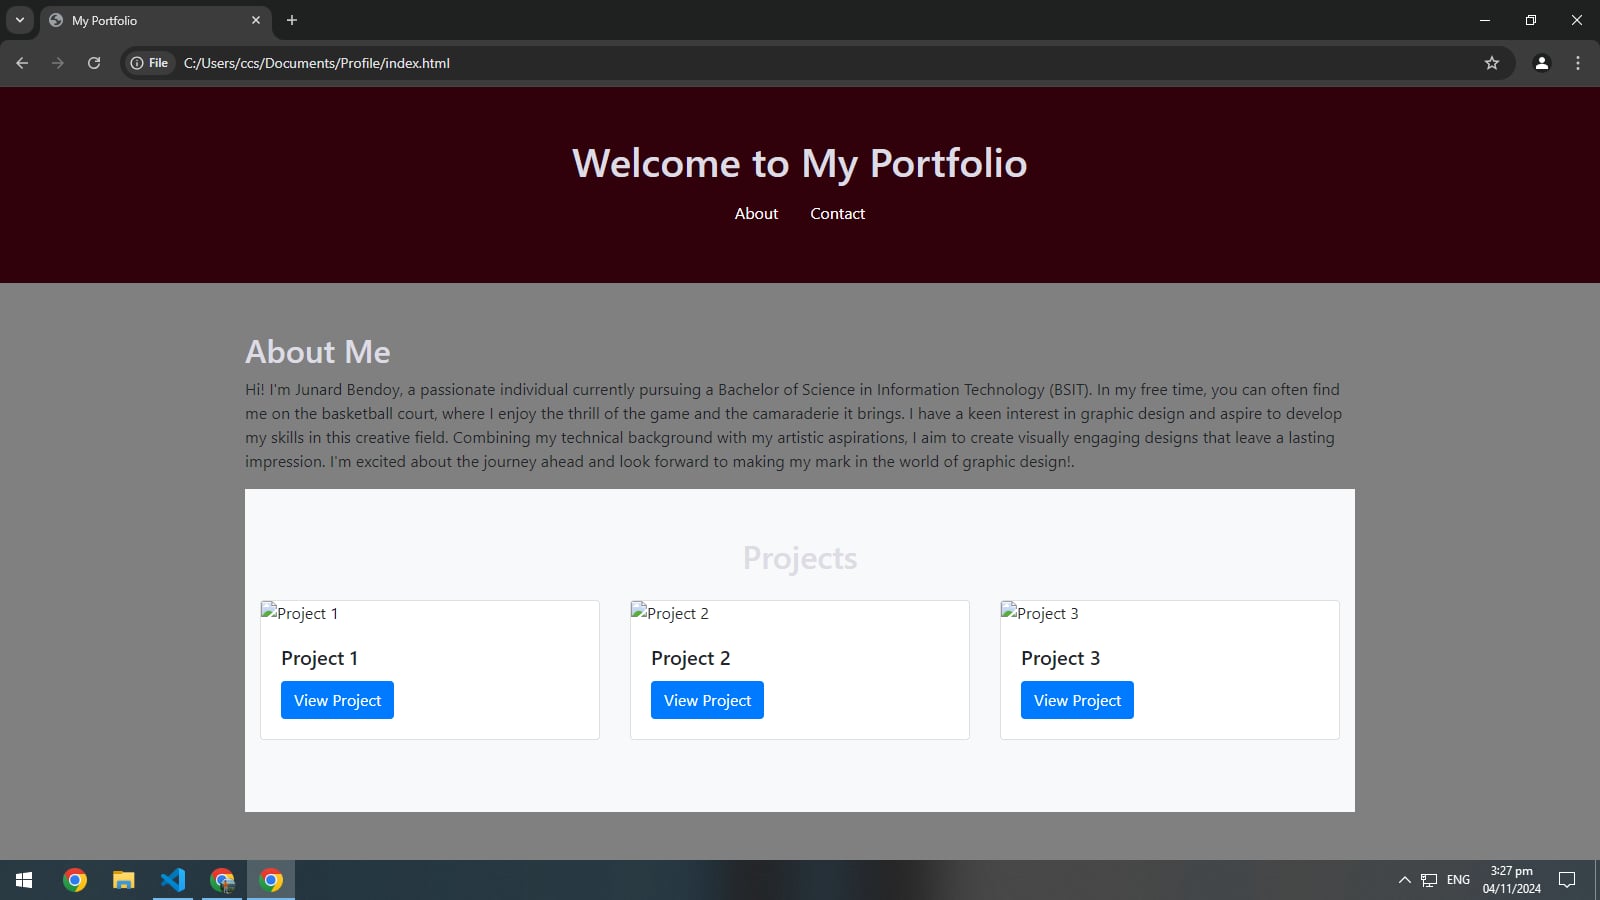 My Portfolio
File C:/Users/ccs/Documents/Profile/index.html
Welcome to My Portfolio
About Contact
About Me
Hi! I'm Junard Bendoy, a passionate individual currently pursuing a Bachelor of Science in Information Technology (BSIT). In my free time, you can often find
me on the basketball court, where I enjoy the thrill of the game and the camaraderie it brings. I have a keen interest in graphic design and aspire to develop
my skills in this creative field. Combining my technical background with my artistic aspirations, I aim to create visually engaging designs that leave a lasting
impression. I'm excited about the journey ahead and look forward to making my mark in the world of graphic design!.
Projects
Project 1 Project 2 Project 3
Project 1 Project 2 Project 3
View Project View Project View Project
ENG
3:27 pm
04/11/2024